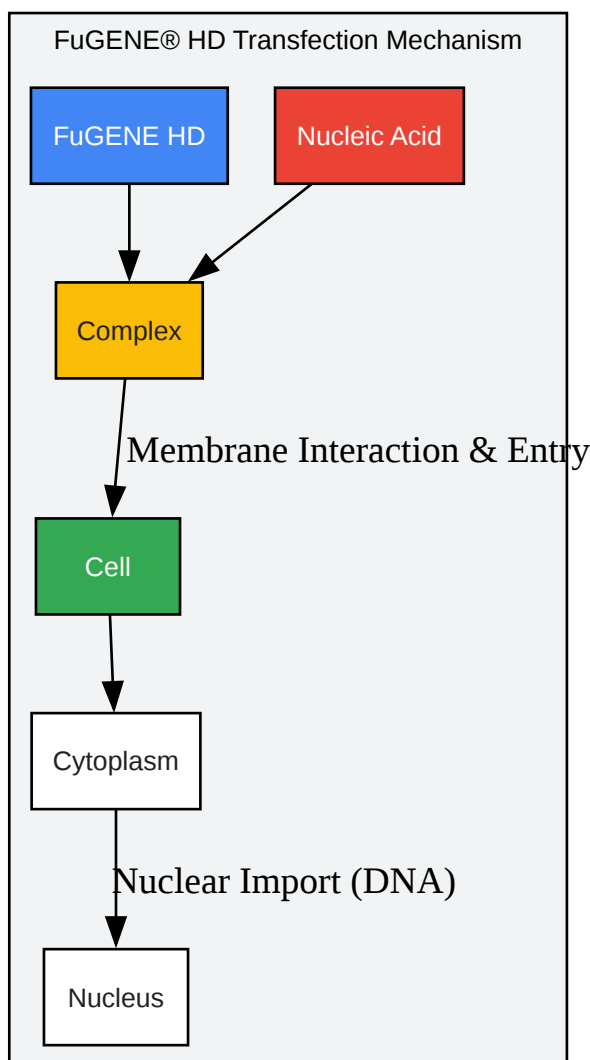 FuGENE® HD Transfection Mechanism
FuGENE HD
Nucleic Acid
Complex
Membrane Interaction & Entry
Cell
Cytoplasm
Nuclear Import (DNA)
Nucleus